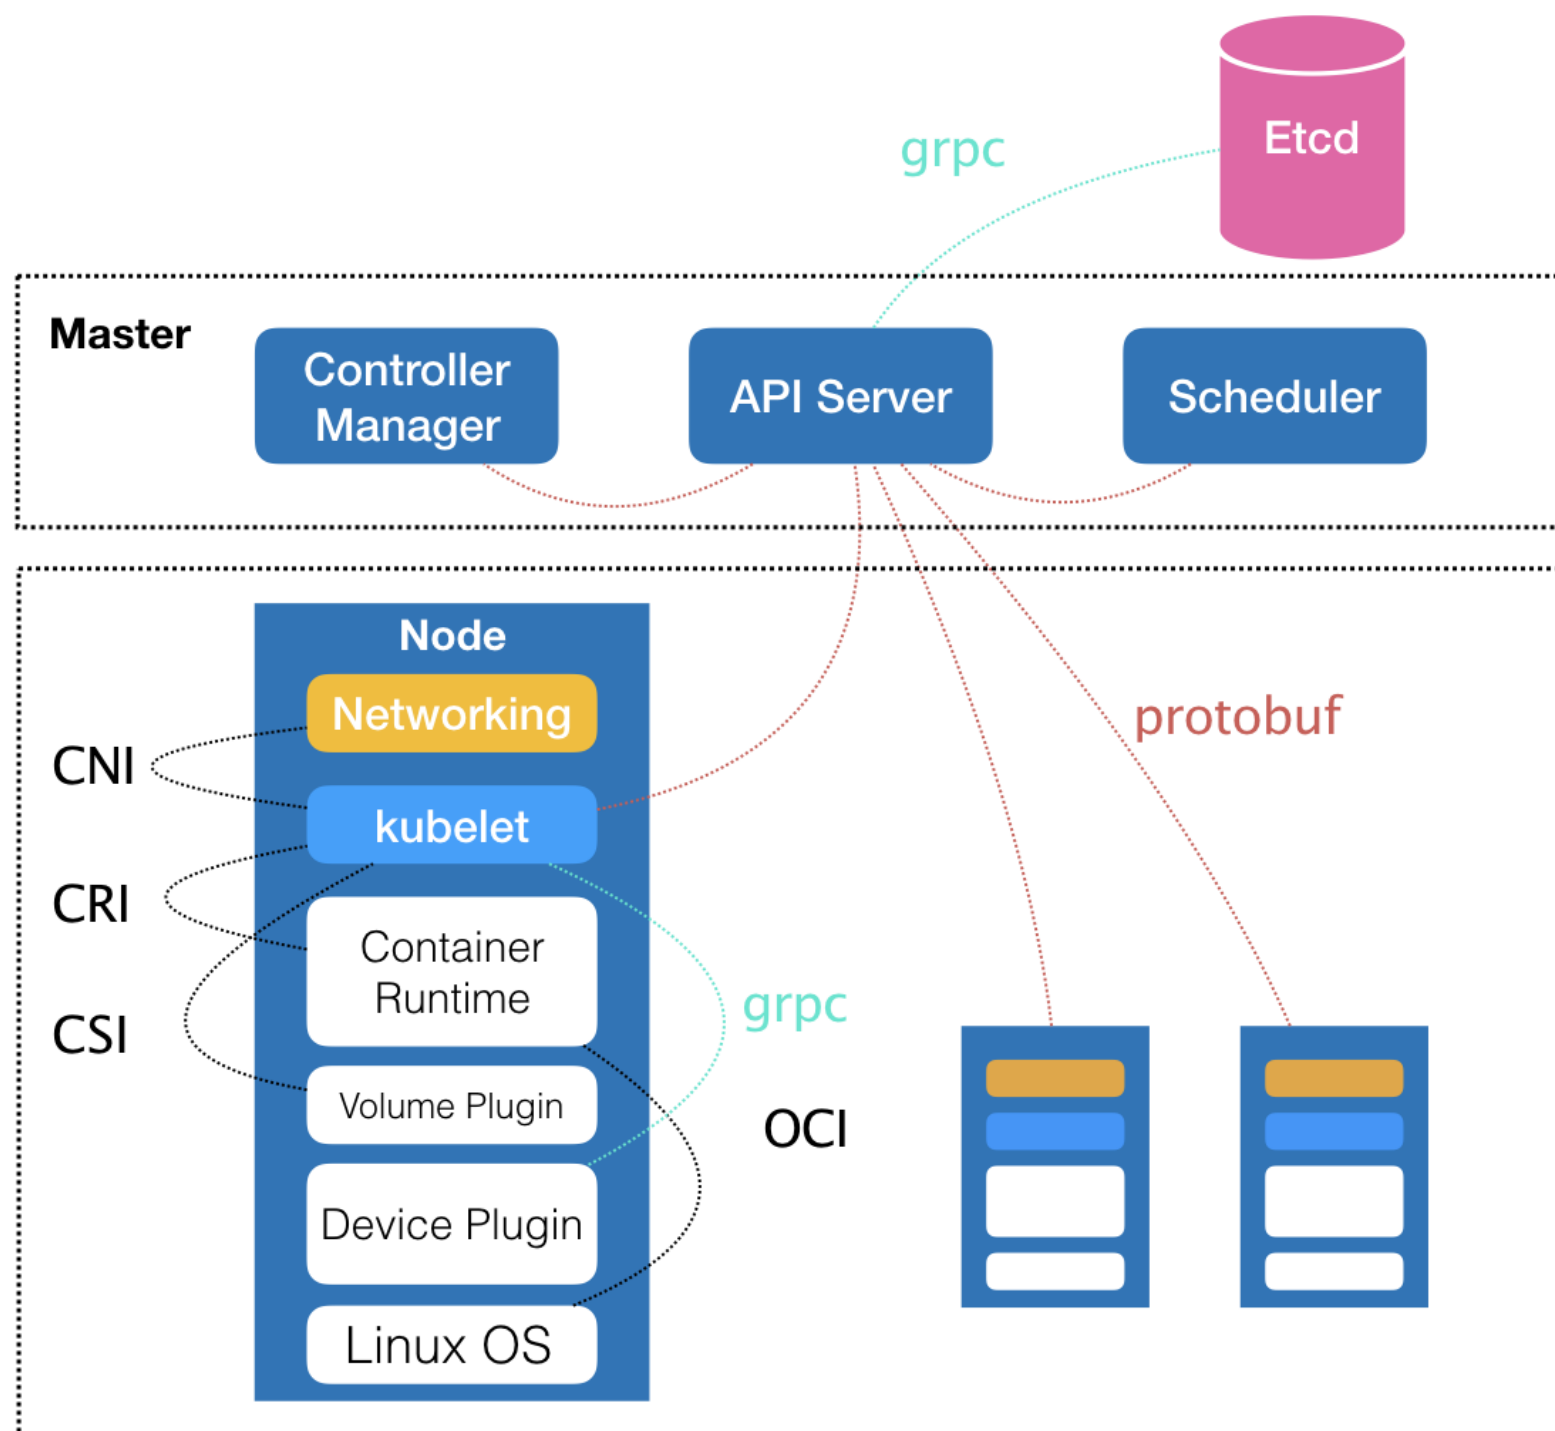 Etcd
grpc
Master
Controller
Manager
API Server
Scheduler
Node
Networking
protobuf
CNI
kubelet
CRI
Container
Runtime
grpc
CSI
Volume Plugin
OCI
Device Plugin
Linux OS